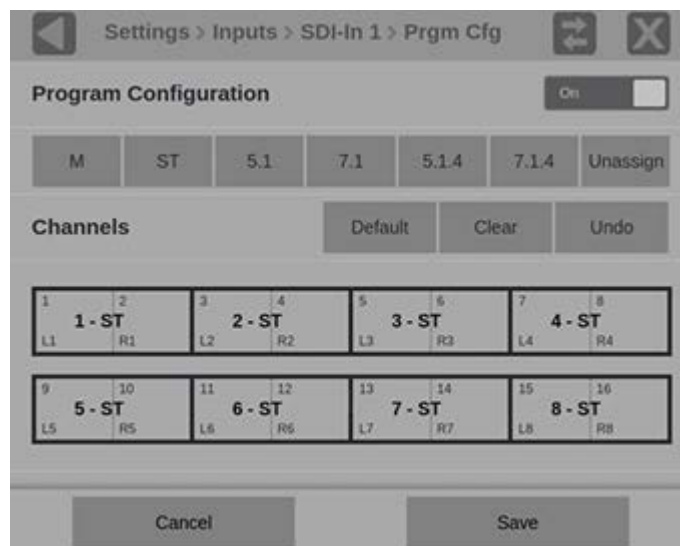 Settings > Inputs > SDI-In 1 > Prgm Cfg
Program Configuration On
M ST 5.1 7.1 5.1.4 7.1.4 Unassign
Channels Default Clear Undo
1 2 3 4 5 6 7 8
1 - ST 2 - ST 3 - ST 4 - ST
L1 R1 L2 R2 L3 R3 L4 R4
9 10 11 12 13 14 15 16
5 - ST 6 - ST 7 - ST 8 - ST
L5 R5 L6 R6 L7 R7 L8 R8
Cancel Save